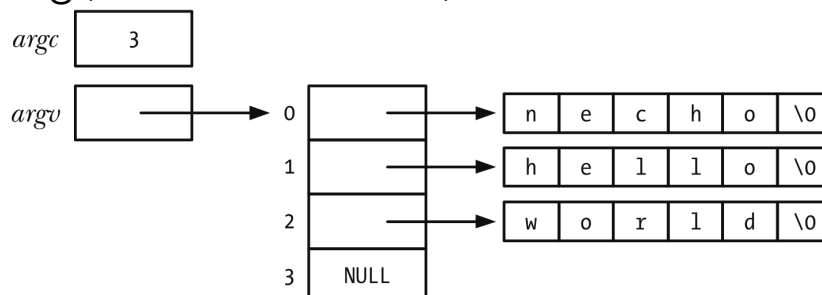 argc 3
argv 0 n e c h o \0
1 h e l l o \0
2 w o r l d \0
3 NULL